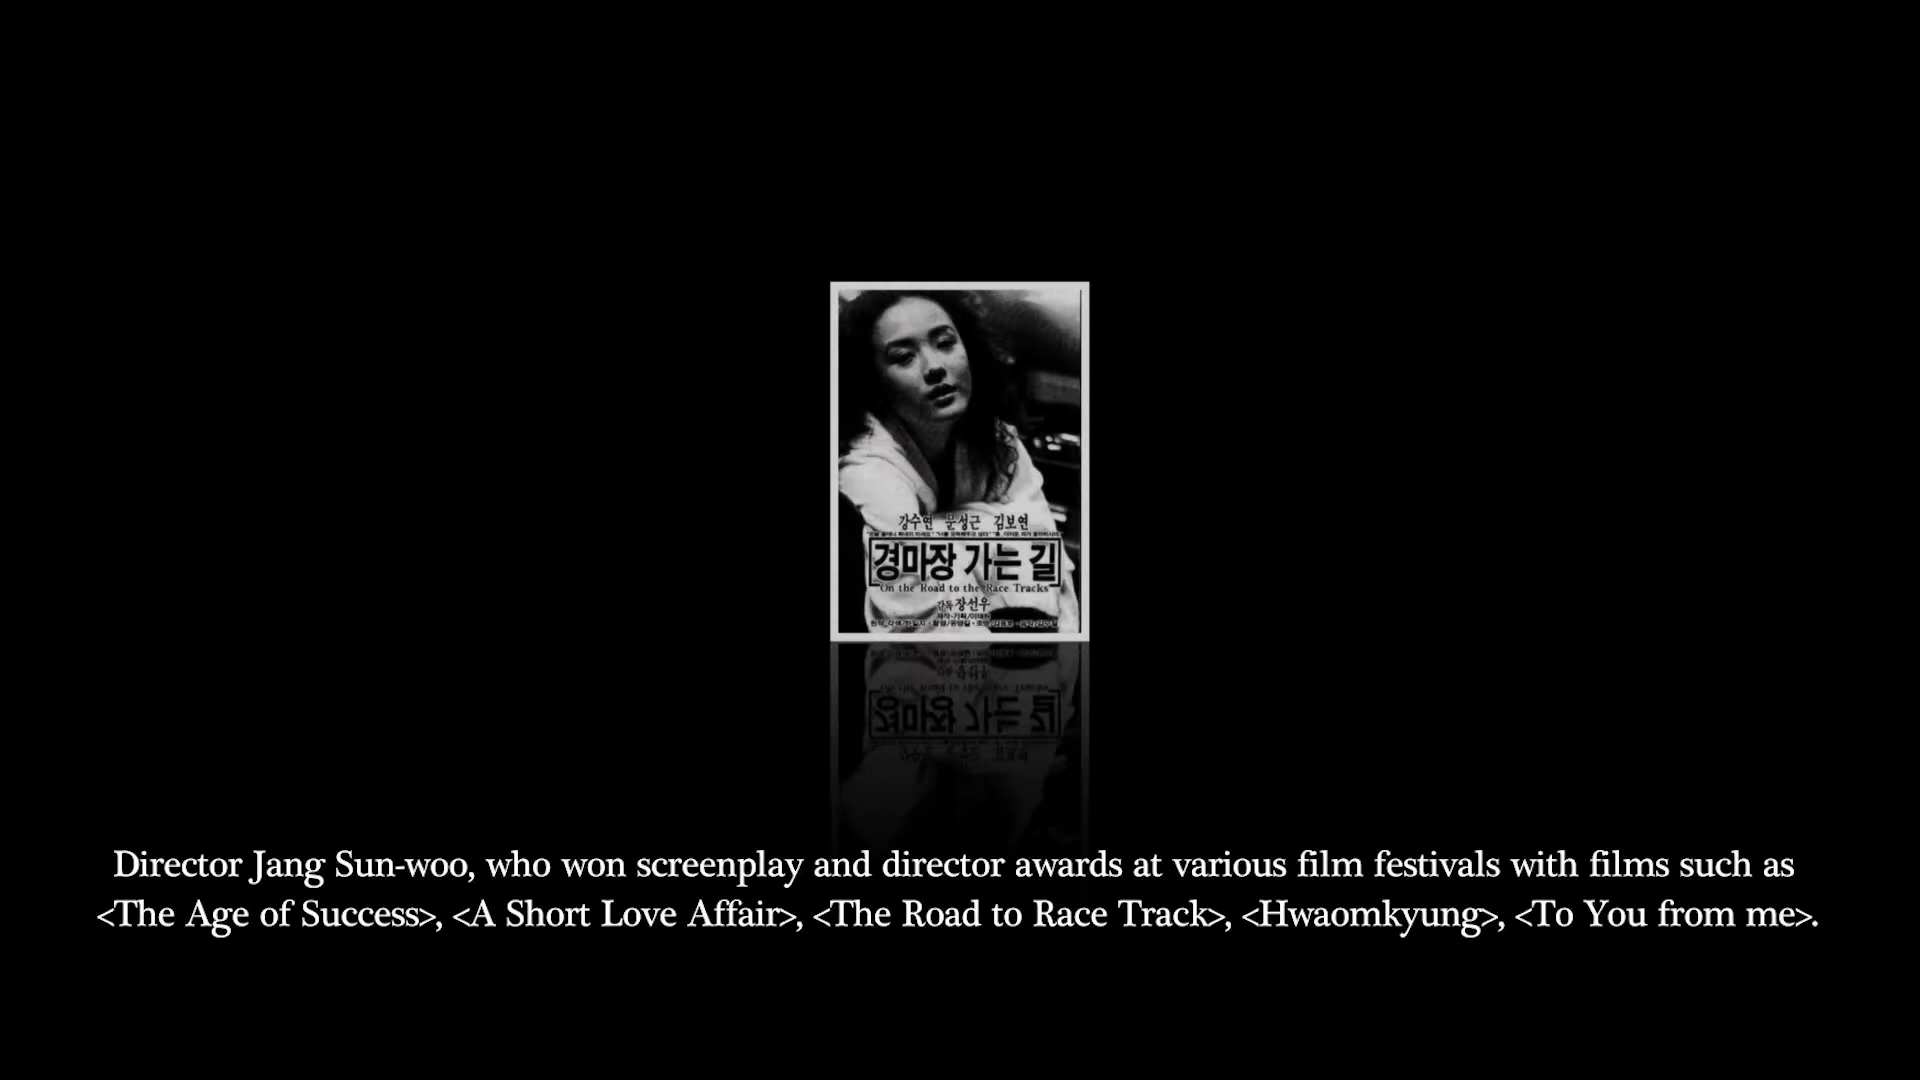 강수연 문성근 김보연
경마장 가는 길
On the Road to the Race Tracks
감독 장선우
Director Jang Sun-woo, who won screenplay and director awards at various film festivals with films such as
<The Age of Success>, <A Short Love Affair>, <The Road to Race Track>, <Hwaomkyung>, <To You from me>.